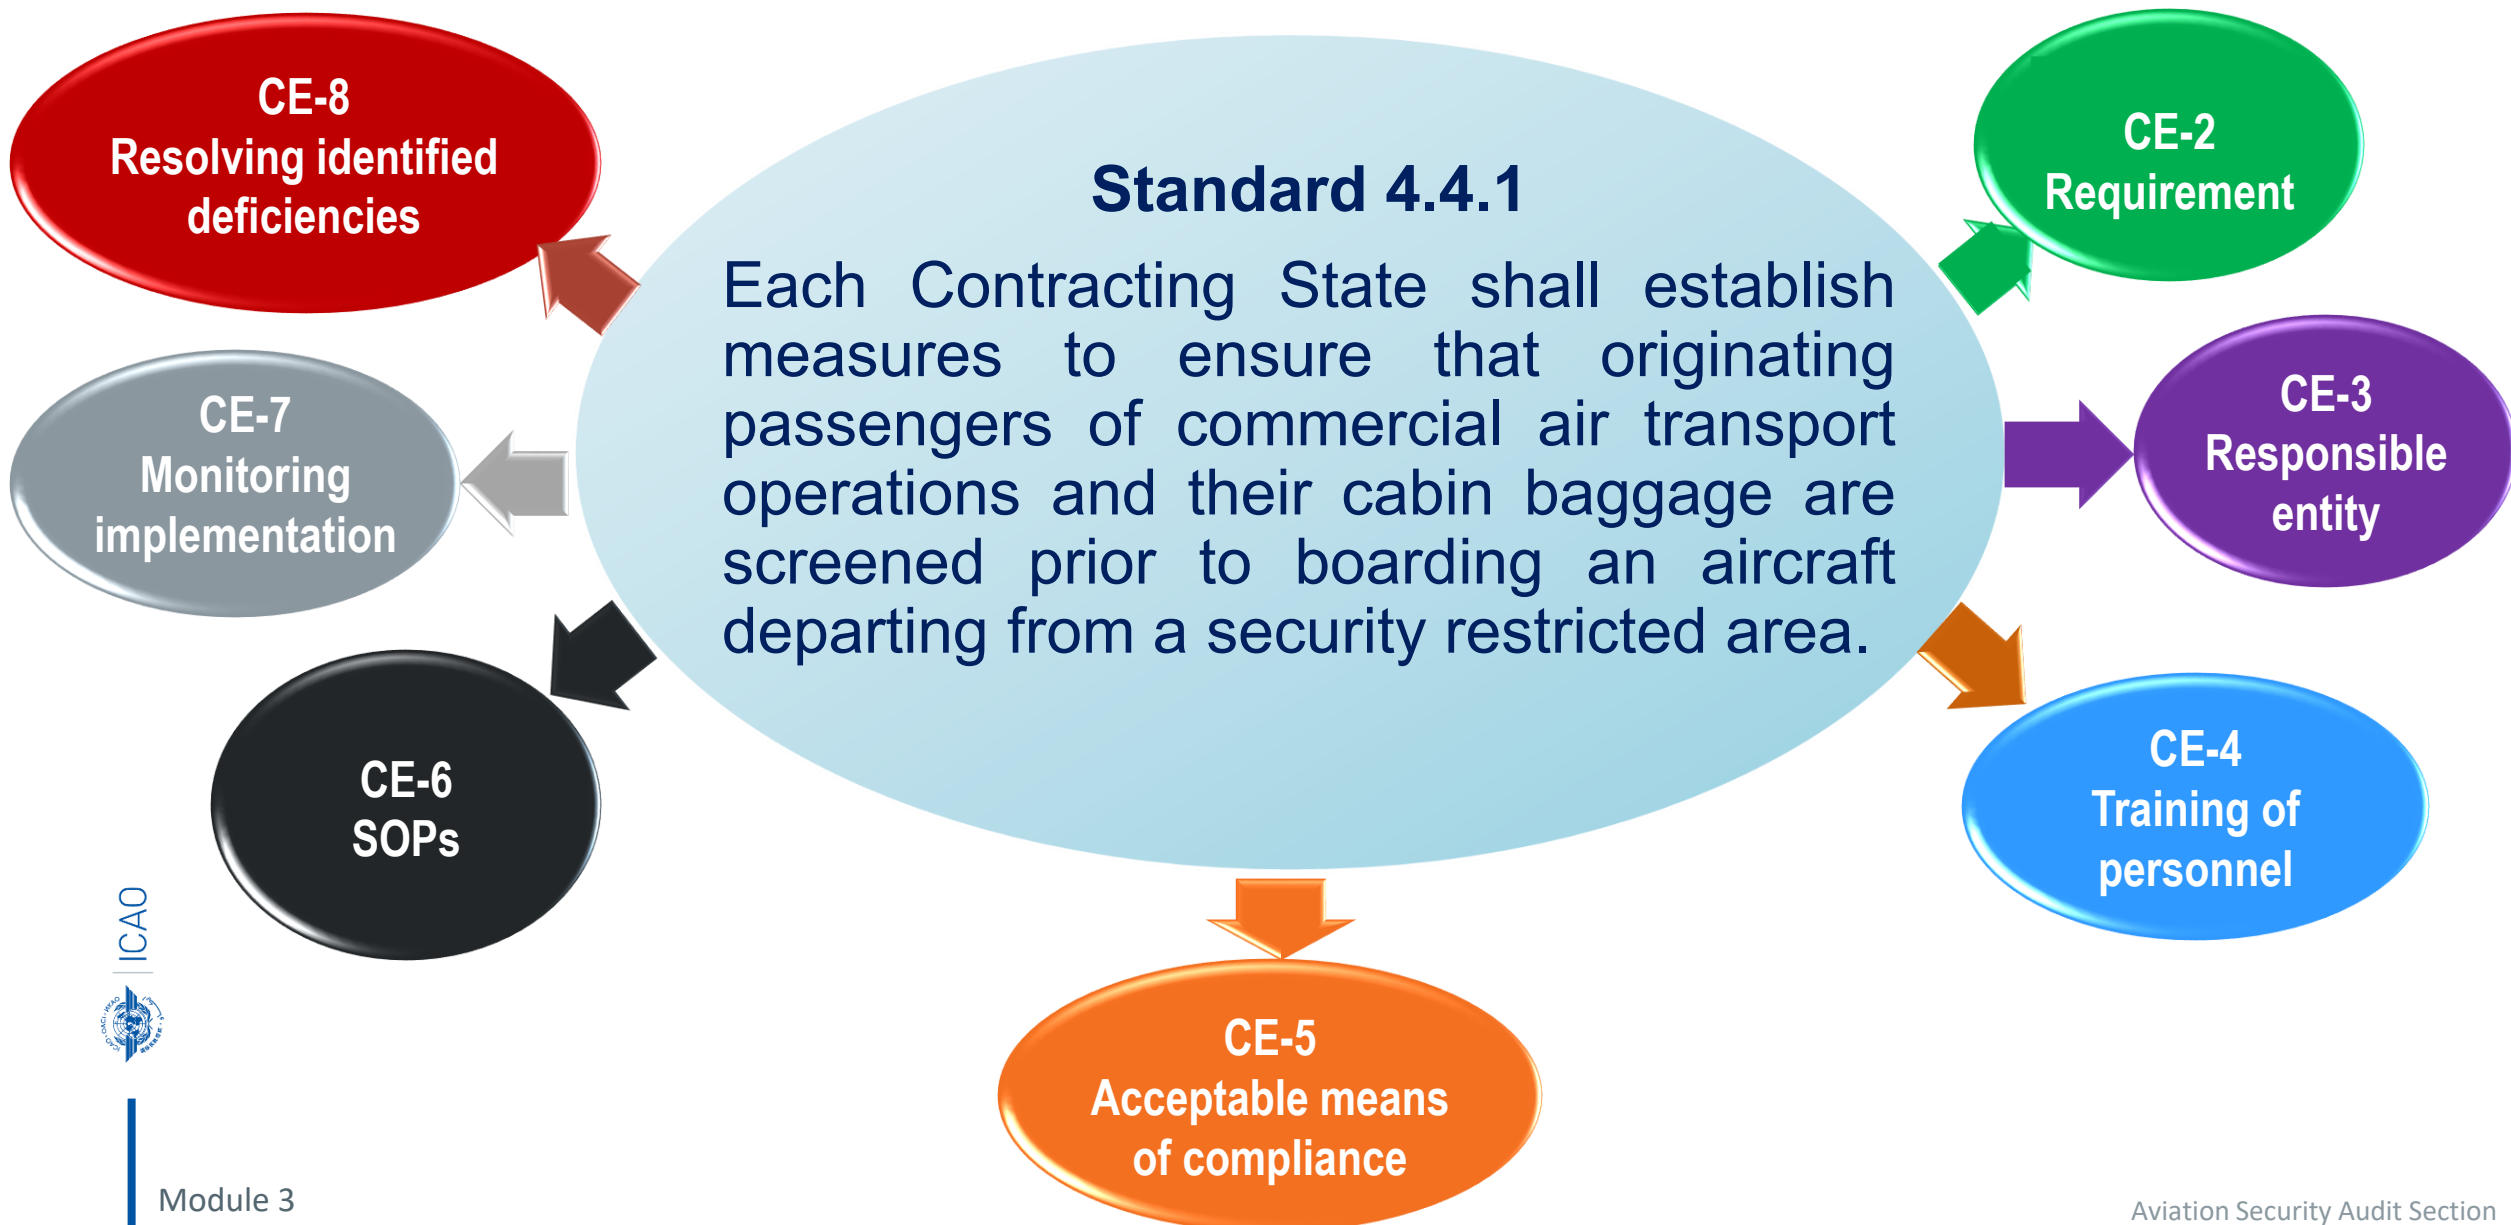 CE-8
Resolving identified
deficiencies
CE-2
Requirement
Standard 4.4.1
Each Contracting State shall establish
measures to ensure that originating
passengers of commercial air transport
operations and their cabin baggage are
screened prior to boarding an aircraft
departing from a security restricted area.
CE-7
Monitoring
implementation
CE-3
Responsible
entity
CE-6
SOPs
CE-4
Training of
personnel
CE-5
Acceptable means
of compliance
ICAO
Module 3
Aviation Security Audit Section